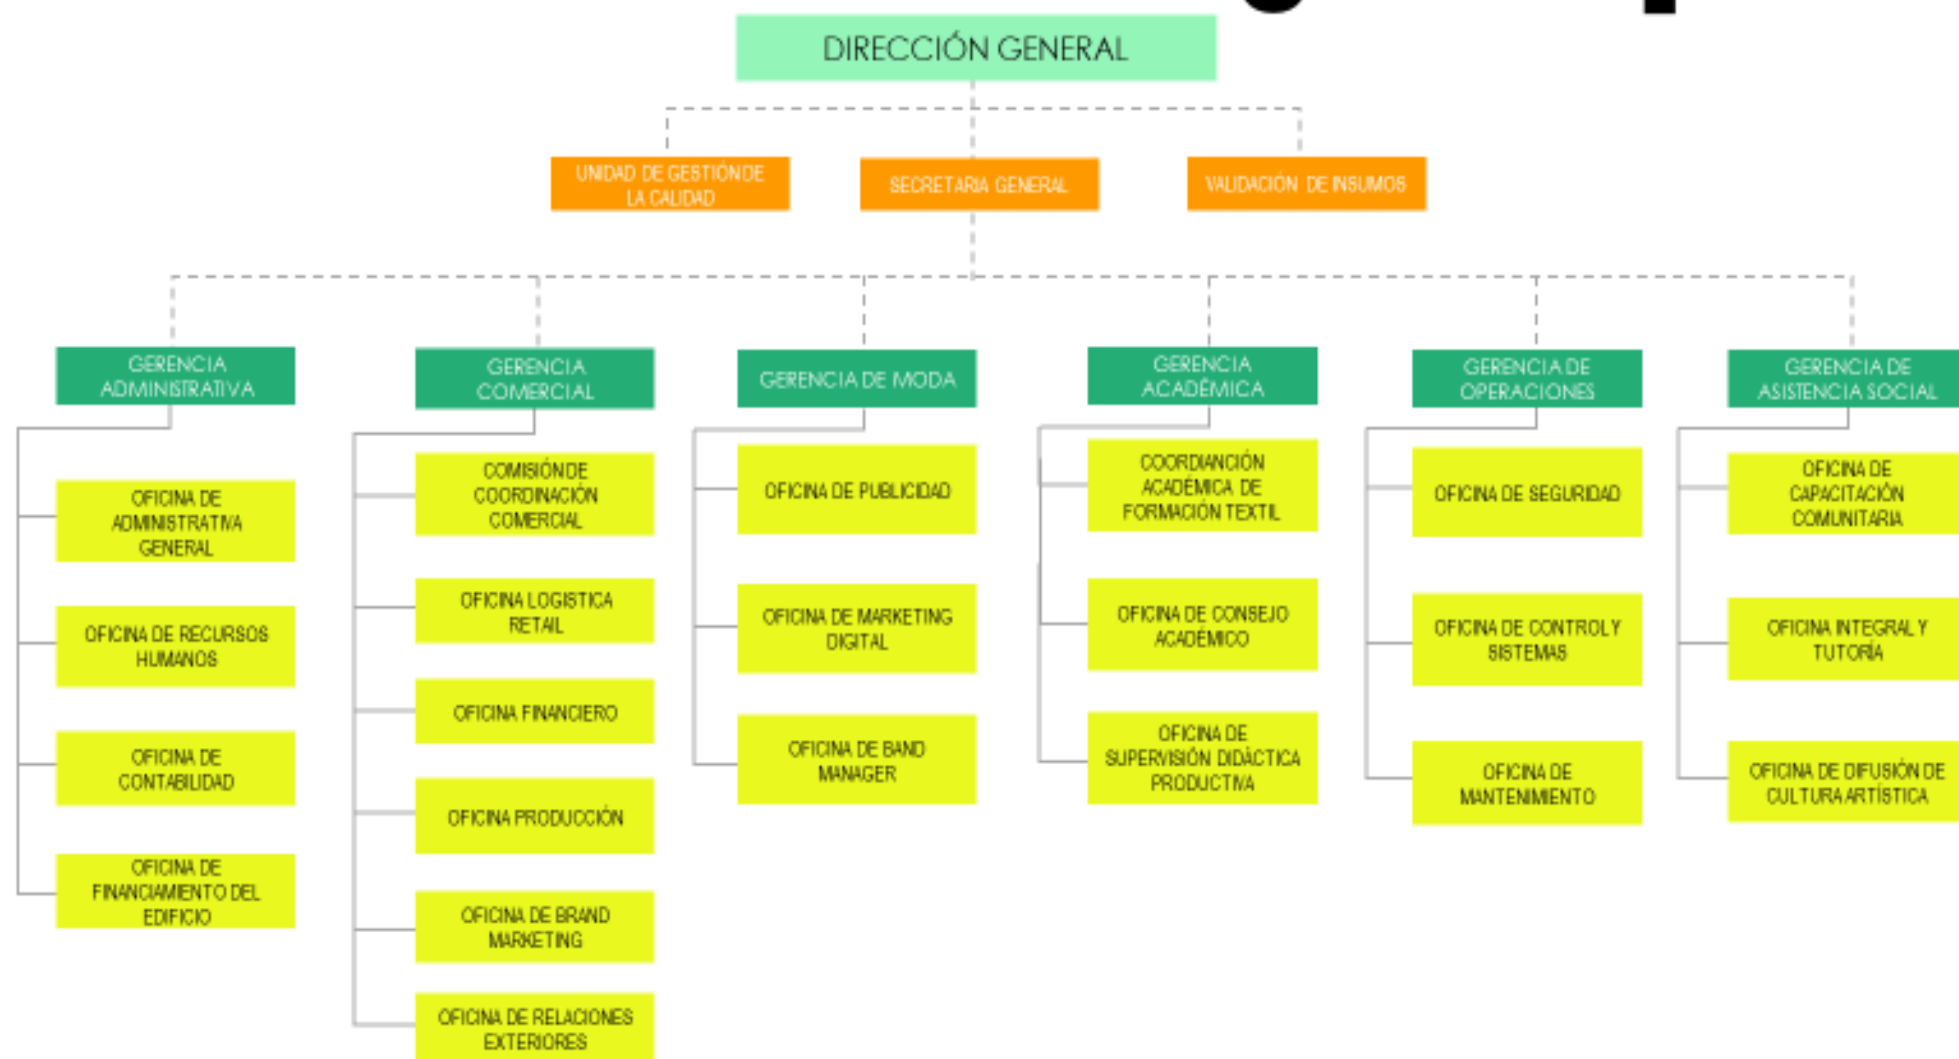 DIRECCIÓN GENERAL
UNIDAD DE GESTIÓN DE
LA CALIDAD
SECRETARIA GENERAL
VALIDACIÓN DE INSUMOS
GERENCIA
ADMINISTRATIVA
OFICINA DE
ADMINISTRATIVA
GENERAL
OFICINA DE RECURSOS
HUMANOS
OFICINA DE
CONTABILIDAD
OFICINA DE
FINANCIAMIENTO DEL
EDIFICIO
GERENCIA
COMERCIAL
COMISIÓN DE
COORDINACIÓN
COMERCIAL
OFICINA LOGISTICA
RETAIL
OFICINA FINANCIERO
OFICINA PRODUCCIÓN
OFICINA DE BRAND
MARKETING
OFICINA DE RELACIONES
EXTERIORES
GERENCIA DE MODA
OFICINA DE PUBLICIDAD
OFICINA DE MARKETING
DIGITAL
OFICINA DE BAND
MANAGER
GERENCIA
ACADÉMICA
COORDIANCIÓN
ACADÉMICA DE
FORMACIÓN TEXTIL
OFICINA DE CONSEJO
ACADÉMICO
OFICINA DE
SUPERVISIÓN DIDÁCTICA
PRODUCTIVA
GERENCIA DE
OPERACIONES
OFICINA DE SEGURIDAD
OFICINA DE CONTROL Y
SISTEMAS
OFICINA DE
MANTENIMIENTO
GERENCIA DE
ASISTENCIA SOCIAL
OFICINA DE
CAPACITACIÓN
COMUNITARIA
OFICINA INTEGRAL Y
TUTORÍA
OFICINA DE DIFUSIÓN DE
CULTURA ARTÍSTICA